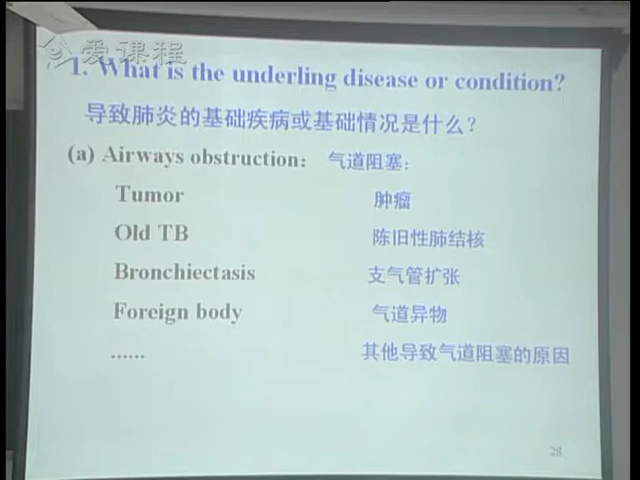 爱课程
1. What is the underling disease or condition?
导致肺炎的基础疾病或基础情况是什么?
(a) Airways obstruction: 气道阻塞:
Tumor 肿瘤
Old TB 陈旧性肺结核
Bronchiectasis 支气管扩张
Foreign body 气道异物
...... 其他导致气道阻塞的原因
28